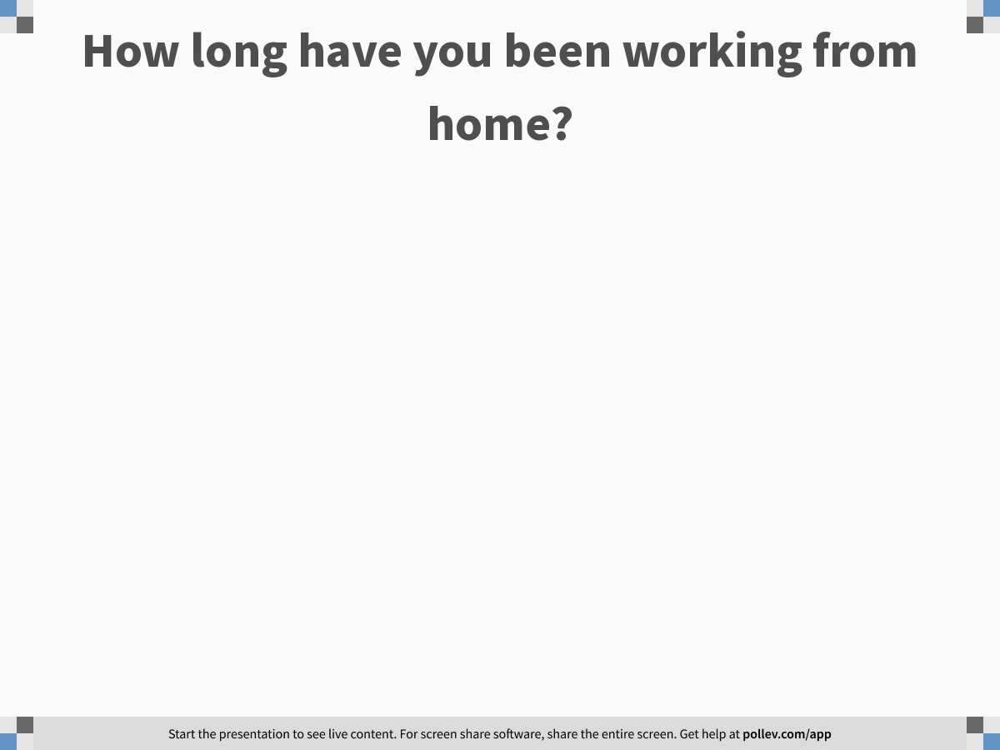 How long have you been working from
home?
Start the presentation to see live content. For screen share software, share the entire screen. Get help at pollev.com/app